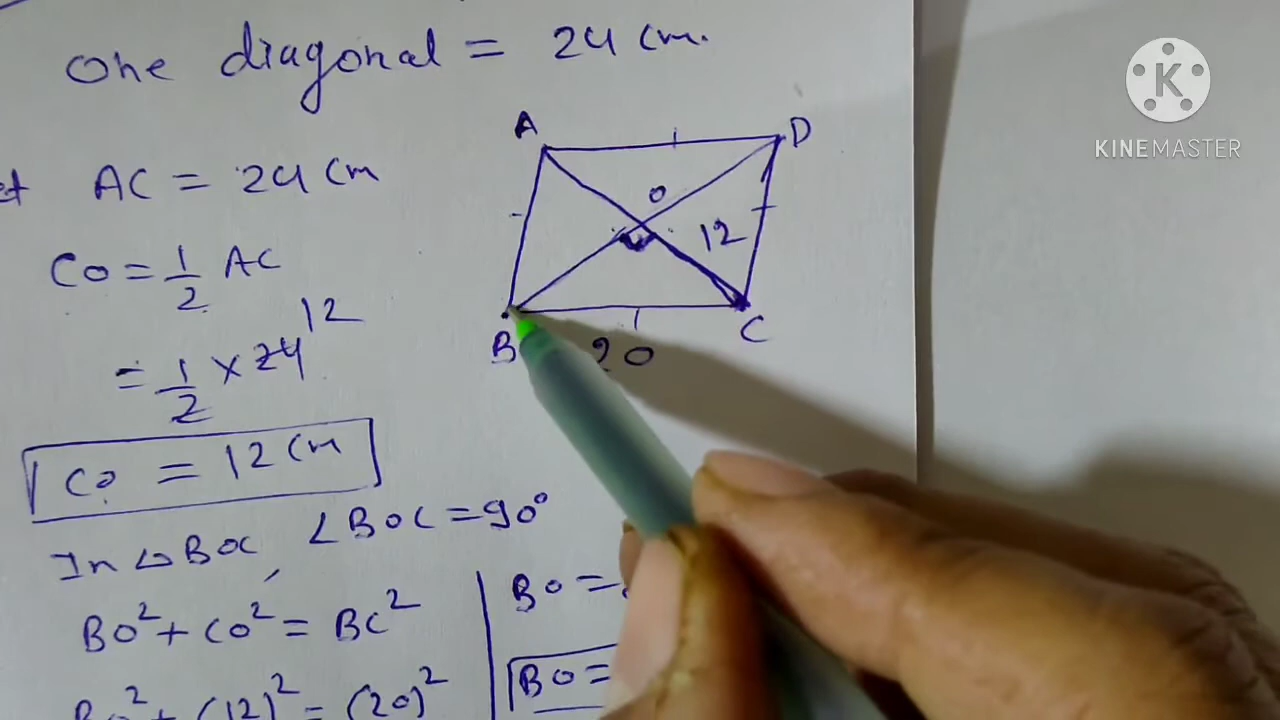 One diagonal = 24 cm.
AC = 24 cm
CO = 1/2 AC
= 1/2 × 24 12
CO = 12 cm
In △BOC, ∠BOC = 90°
BO² + CO² = BC²
BO² + (12)² = (20)²
BO =
BO =
A
D
O
12
B
C
20
K
KINEMASTER